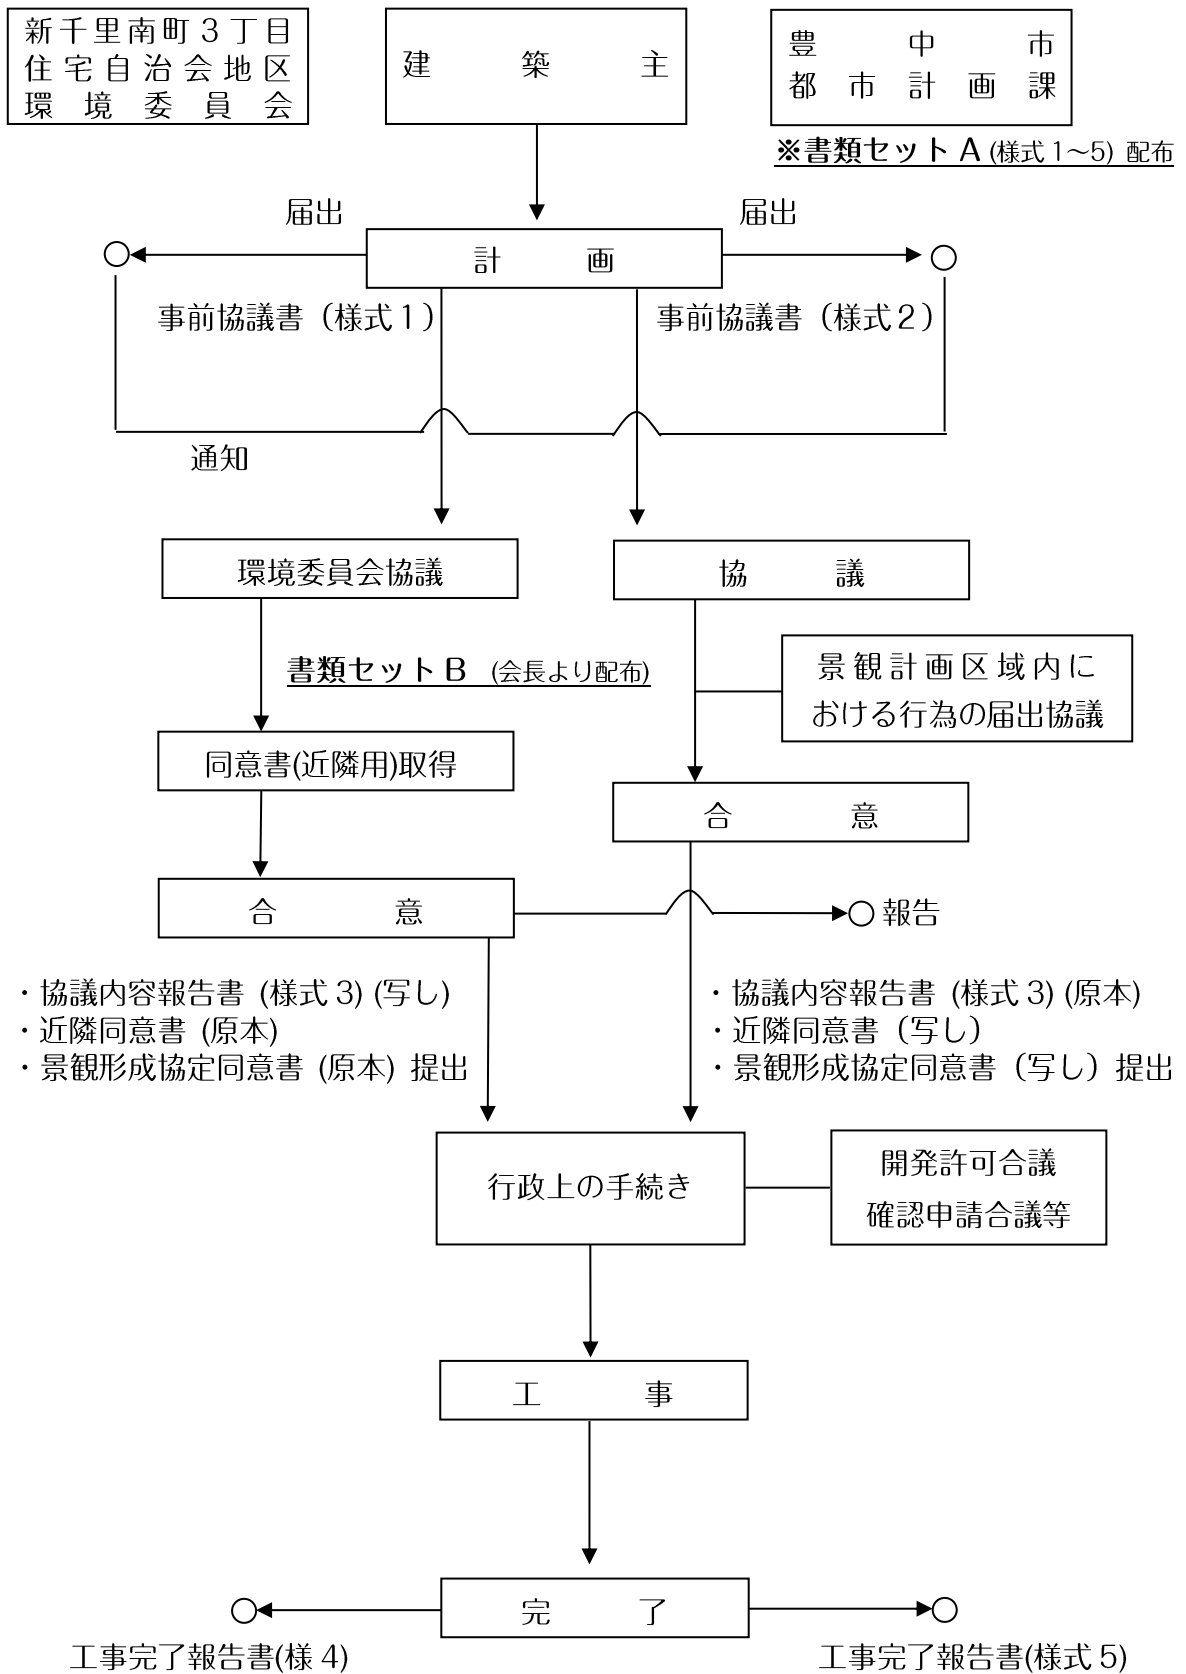 新千里南町３丁目
住宅自治会地区
環境委員会
建築主
豊中市
都市計画課
※書類セットＡ(様式１～５) 配布
届出
届出
計画
事前協議書（様式１）
事前協議書（様式２）
通知
環境委員会協議
協議
書類セットＢ (会長より配布)
景観計画区域内に
おける行為の届出協議
同意書(近隣用)取得
合意
合意
報告
・協議内容報告書 (様式３) (写し)
・近隣同意書 (原本)
・景観形成協定同意書 (原本) 提出
・協議内容報告書 (様式３) (原本)
・近隣同意書（写し）
・景観形成協定同意書（写し）提出
行政上の手続き
開発許可合議
確認申請合議等
工事
完了
工事完了報告書(様４)
工事完了報告書(様式５)